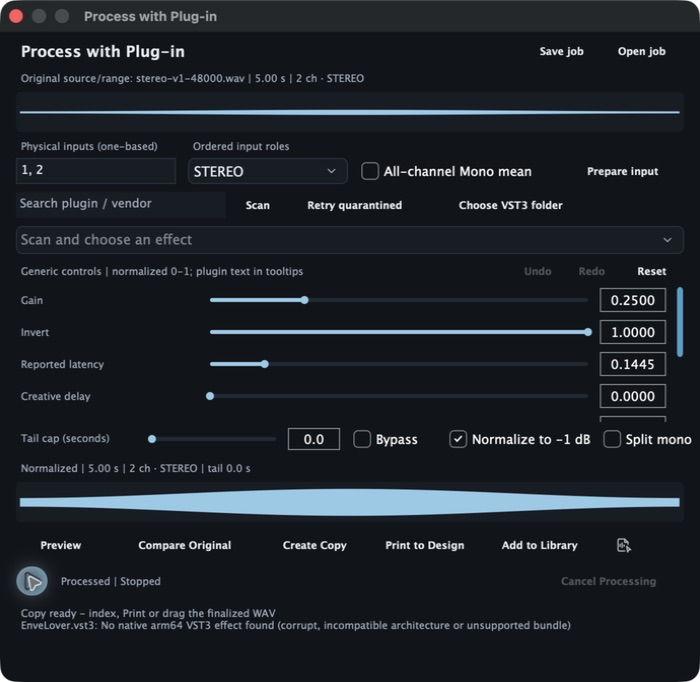 Process with Plug-in
Process with Plug-in Save job Open job
Original source/range: stereo-v1-48000.wav | 5.00 s | 2 ch · STEREO
Physical inputs (one-based) Ordered input roles
1, 2 STEREO All-channel Mono mean Prepare input
Search plugin / vendor Scan Retry quarantined Choose VST3 folder
Scan and choose an effect
Generic controls | normalized 0-1; plugin text in tooltips Undo Redo Reset
Gain 0.2500
Invert 1.0000
Reported latency 0.1445
Creative delay 0.0000
Tail cap (seconds) 0.0 Bypass Normalize to −1 dB Split mono
Normalized | 5.00 s | 2 ch · STEREO | tail 0.0 s
Preview Compare Original Create Copy Print to Design Add to Library
Processed | Stopped Cancel Processing
Copy ready – index, Print or drag the finalized WAV
EnveLover.vst3: No native arm64 VST3 effect found (corrupt, incompatible architecture or unsupported bundle)